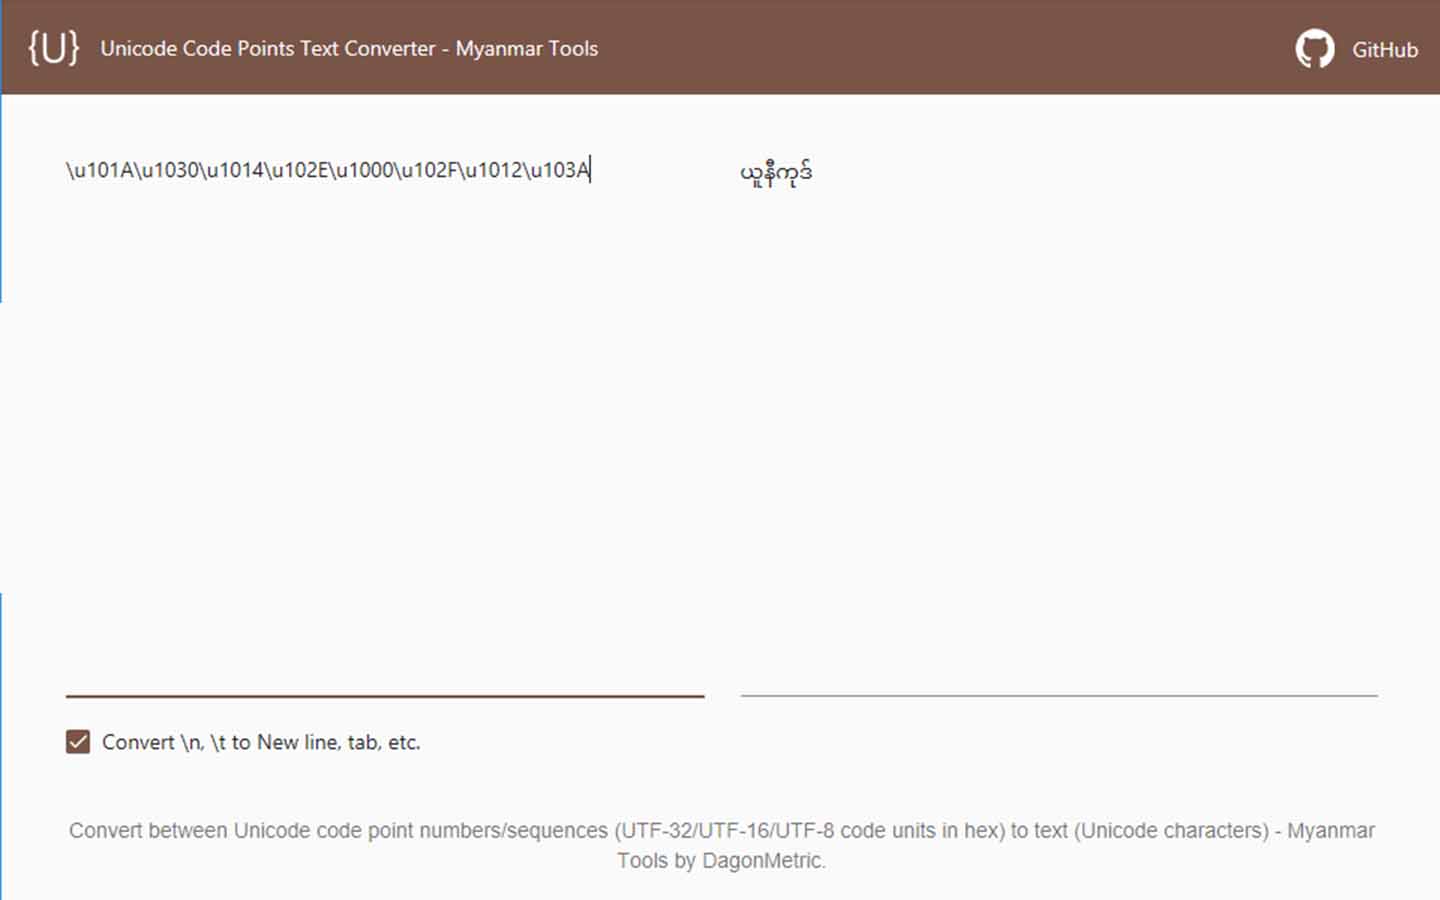 {U} Unicode Code Points Text Converter - Myanmar Tools GitHub
\u101A\u1030\u1014\u102E\u1000\u102F\u1012\u103A ယူနီကုဒ်
Convert \n, \t to New line, tab, etc.
Convert between Unicode code point numbers/sequences (UTF-32/UTF-16/UTF-8 code units in hex) to text (Unicode characters) - Myanmar
Tools by DagonMetric.